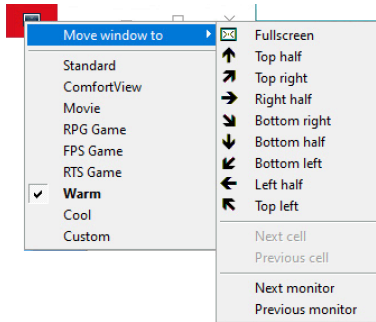 Move window to
Standard
ComfortView
Movie
RPG Game
FPS Game
RTS Game
Warm
Cool
Custom
Fullscreen
Top half
Top right
Right half
Bottom right
Bottom half
Bottom left
Left half
Top left
Next cell
Previous cell
Next monitor
Previous monitor